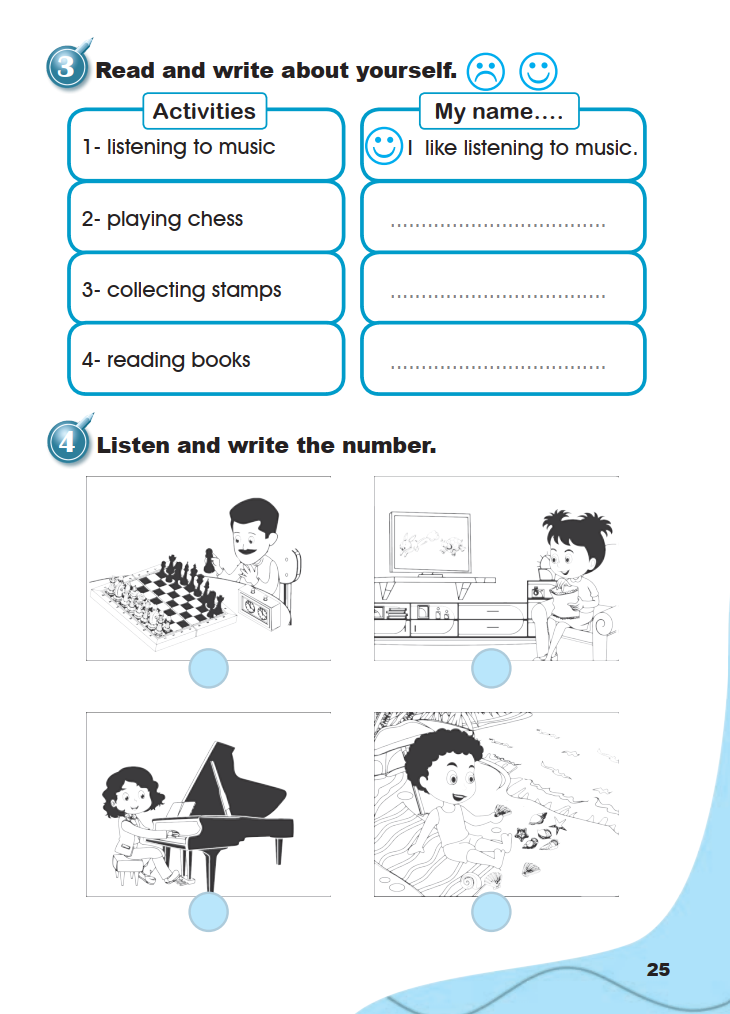 3 Read and write about yourself.
Activities
My name....
1- listening to music
I like listening to music.
2- playing chess
..................................
3- collecting stamps
..................................
4- reading books
..................................
4 Listen and write the number.
25